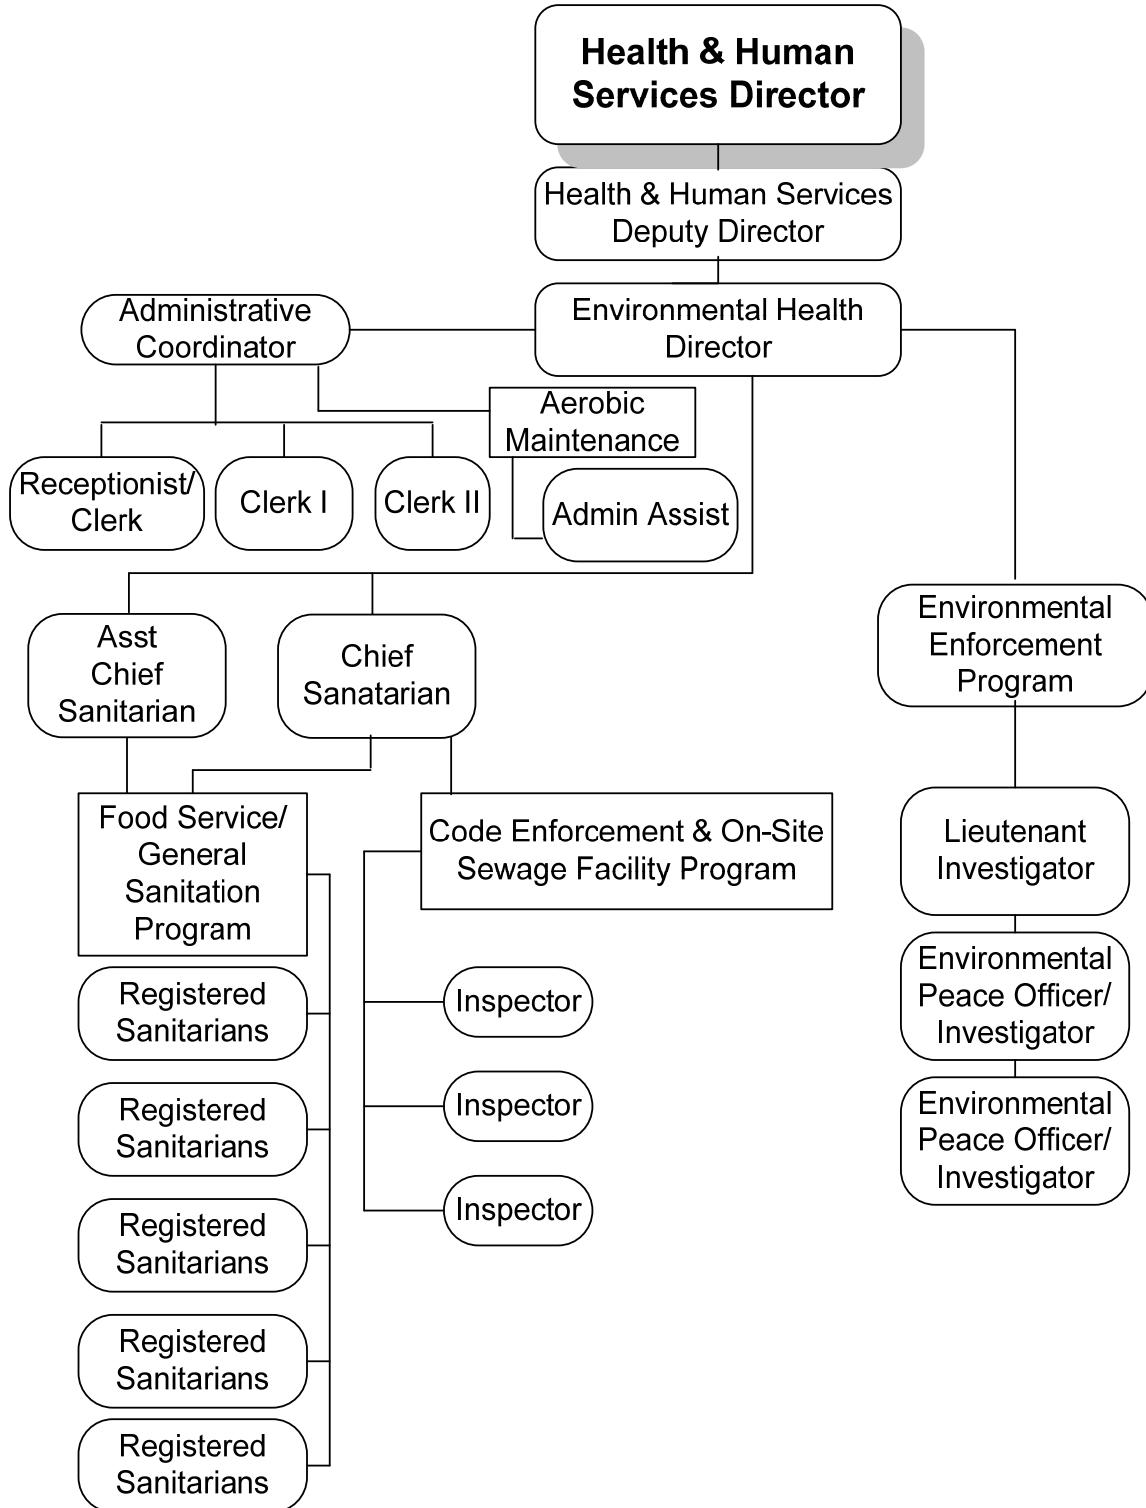 Health & Human
Services Director
Health & Human Services
Deputy Director
Administrative
Coordinator
Environmental Health
Director
Aerobic
Maintenance
Receptionist/
Clerk
Clerk I
Clerk II
Admin Assist
Asst
Chief
Sanitarian
Chief
Sanatarian
Environmental
Enforcement
Program
Food Service/
General
Sanitation
Program
Code Enforcement & On-Site
Sewage Facility Program
Lieutenant
Investigator
Registered
Sanitarians
Inspector
Environmental
Peace Officer/
Investigator
Registered
Sanitarians
Inspector
Environmental
Peace Officer/
Investigator
Registered
Sanitarians
Inspector
Registered
Sanitarians
Registered
Sanitarians